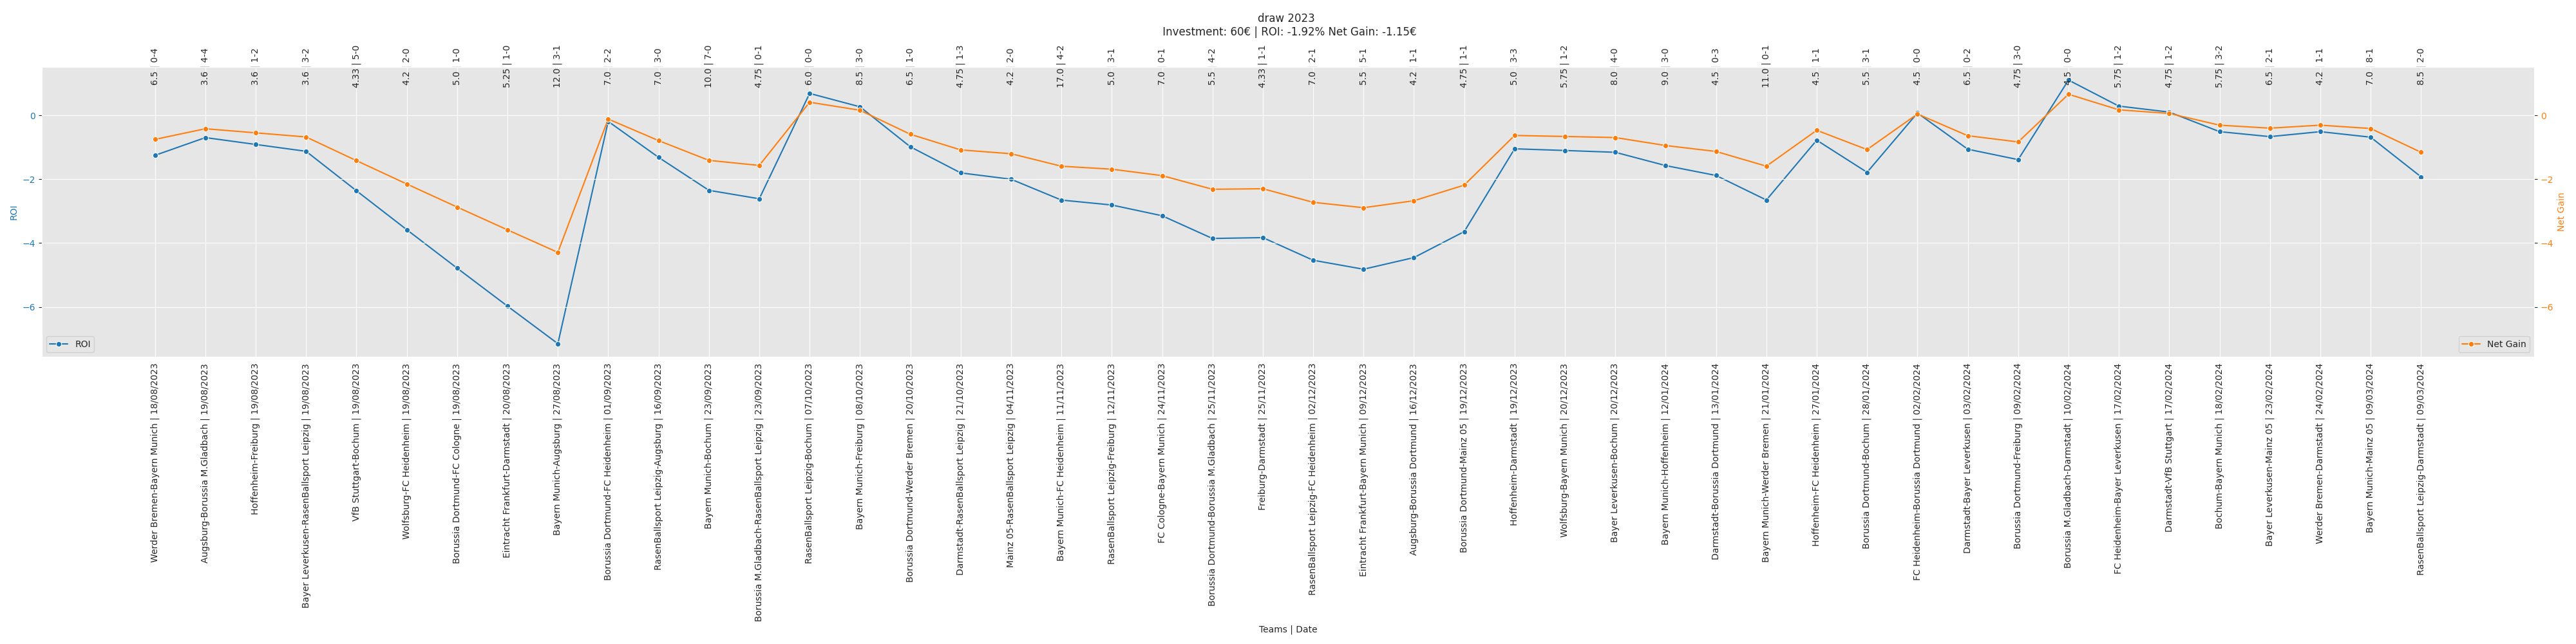 draw 2023
Investment: 60€ | ROI: -1.92% Net Gain: -1.15€
6.5 | 0-4
3.6 | 4-4
3.6 | 1-2
3.6 | 3-2
4.33 | 5-0
4.2 | 2-0
5.0 | 1-0
5.25 | 1-0
12.0 | 3-1
7.0 | 2-2
7.0 | 3-0
10.0 | 7-0
4.75 | 0-1
6.0 | 0-0
8.5 | 3-0
6.5 | 1-0
4.75 | 1-3
4.2 | 2-0
17.0 | 4-2
5.0 | 3-1
7.0 | 0-1
5.5 | 4-2
4.33 | 1-1
7.0 | 2-1
5.5 | 5-1
4.2 | 1-1
4.75 | 1-1
5.0 | 3-3
5.75 | 1-2
8.0 | 4-0
9.0 | 3-0
4.5 | 0-3
11.0 | 0-1
4.5 | 1-1
5.5 | 3-1
4.5 | 0-0
6.5 | 0-2
4.75 | 3-0
4.5 | 0-0
5.75 | 1-2
4.75 | 1-2
5.75 | 3-2
6.5 | 2-1
4.2 | 1-1
7.0 | 8-1
8.5 | 2-0
0
−2
−4
−6
ROI
0
−2
−4
−6
Net Gain
ROI
Net Gain
Werder Bremen-Bayern Munich | 18/08/2023
Augsburg-Borussia M.Gladbach | 19/08/2023
Hoffenheim-Freiburg | 19/08/2023
Bayer Leverkusen-RasenBallsport Leipzig | 19/08/2023
VfB Stuttgart-Bochum | 19/08/2023
Wolfsburg-FC Heidenheim | 19/08/2023
Borussia Dortmund-FC Cologne | 19/08/2023
Eintracht Frankfurt-Darmstadt | 20/08/2023
Bayern Munich-Augsburg | 27/08/2023
Borussia Dortmund-FC Heidenheim | 01/09/2023
RasenBallsport Leipzig-Augsburg | 16/09/2023
Bayern Munich-Bochum | 23/09/2023
Borussia M.Gladbach-RasenBallsport Leipzig | 23/09/2023
RasenBallsport Leipzig-Bochum | 07/10/2023
Bayern Munich-Freiburg | 08/10/2023
Borussia Dortmund-Werder Bremen | 20/10/2023
Darmstadt-RasenBallsport Leipzig | 21/10/2023
Mainz 05-RasenBallsport Leipzig | 04/11/2023
Bayern Munich-FC Heidenheim | 11/11/2023
RasenBallsport Leipzig-Freiburg | 12/11/2023
FC Cologne-Bayern Munich | 24/11/2023
Borussia Dortmund-Borussia M.Gladbach | 25/11/2023
Freiburg-Darmstadt | 25/11/2023
RasenBallsport Leipzig-FC Heidenheim | 02/12/2023
Eintracht Frankfurt-Bayern Munich | 09/12/2023
Augsburg-Borussia Dortmund | 16/12/2023
Borussia Dortmund-Mainz 05 | 19/12/2023
Hoffenheim-Darmstadt | 19/12/2023
Wolfsburg-Bayern Munich | 20/12/2023
Bayer Leverkusen-Bochum | 20/12/2023
Bayern Munich-Hoffenheim | 12/01/2024
Darmstadt-Borussia Dortmund | 13/01/2024
Bayern Munich-Werder Bremen | 21/01/2024
Hoffenheim-FC Heidenheim | 27/01/2024
Borussia Dortmund-Bochum | 28/01/2024
FC Heidenheim-Borussia Dortmund | 02/02/2024
Darmstadt-Bayer Leverkusen | 03/02/2024
Borussia Dortmund-Freiburg | 09/02/2024
Borussia M.Gladbach-Darmstadt | 10/02/2024
FC Heidenheim-Bayer Leverkusen | 17/02/2024
Darmstadt-VfB Stuttgart | 17/02/2024
Bochum-Bayern Munich | 18/02/2024
Bayer Leverkusen-Mainz 05 | 23/02/2024
Werder Bremen-Darmstadt | 24/02/2024
Bayern Munich-Mainz 05 | 09/03/2024
RasenBallsport Leipzig-Darmstadt | 09/03/2024
Teams | Date